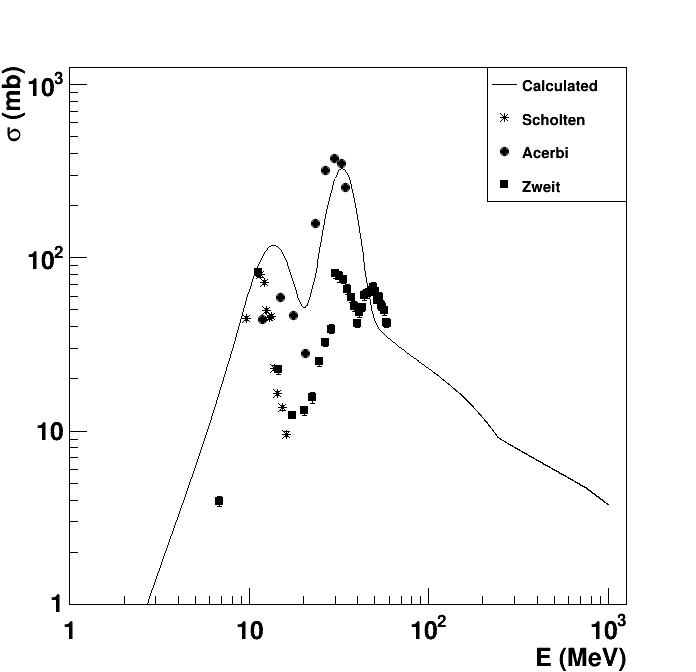 σ (mb)
10³
10²
10
1
Calculated
Scholten
Acerbi
Zweit
1 10 10² 10³
E (MeV)